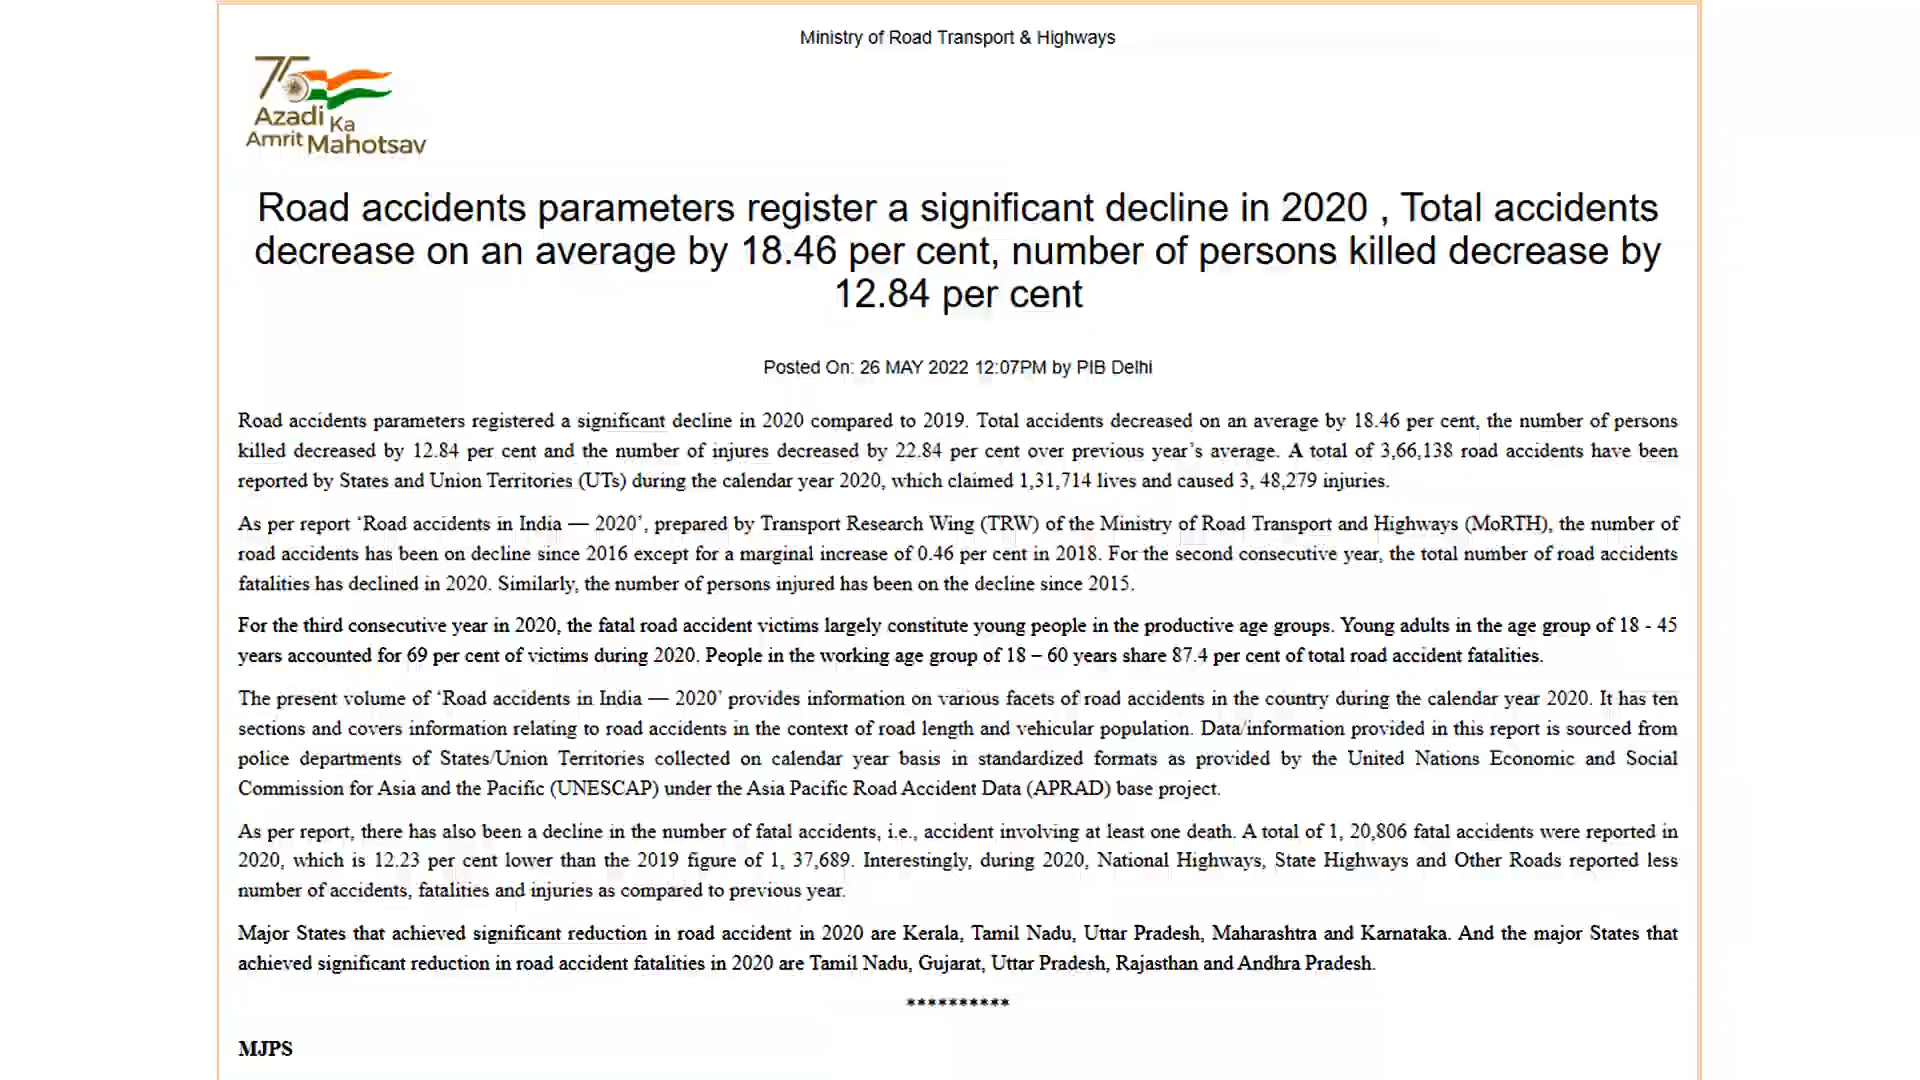 Ministry of Road Transport & Highways
75
Azadi Ka
Amrit Mahotsav
Road accidents parameters register a significant decline in 2020 , Total accidents
decrease on an average by 18.46 per cent, number of persons killed decrease by
12.84 per cent
Posted On: 26 MAY 2022 12:07PM by PIB Delhi
Road accidents parameters registered a significant decline in 2020 compared to 2019. Total accidents decreased on an average by 18.46 per cent, the number of persons
killed decreased by 12.84 per cent and the number of injures decreased by 22.84 per cent over previous year's average. A total of 3,66,138 road accidents have been
reported by States and Union Territories (UTs) during the calendar year 2020, which claimed 1,31,714 lives and caused 3, 48,279 injuries.
As per report 'Road accidents in India — 2020', prepared by Transport Research Wing (TRW) of the Ministry of Road Transport and Highways (MoRTH), the number of
road accidents has been on decline since 2016 except for a marginal increase of 0.46 per cent in 2018. For the second consecutive year, the total number of road accidents
fatalities has declined in 2020. Similarly, the number of persons injured has been on the decline since 2015.
For the third consecutive year in 2020, the fatal road accident victims largely constitute young people in the productive age groups. Young adults in the age group of 18 - 45
years accounted for 69 per cent of victims during 2020. People in the working age group of 18 – 60 years share 87.4 per cent of total road accident fatalities.
The present volume of 'Road accidents in India — 2020' provides information on various facets of road accidents in the country during the calendar year 2020. It has ten
sections and covers information relating to road accidents in the context of road length and vehicular population. Data/information provided in this report is sourced from
police departments of States/Union Territories collected on calendar year basis in standardized formats as provided by the United Nations Economic and Social
Commission for Asia and the Pacific (UNESCAP) under the Asia Pacific Road Accident Data (APRAD) base project.
As per report, there has also been a decline in the number of fatal accidents, i.e., accident involving at least one death. A total of 1, 20,806 fatal accidents were reported in
2020, which is 12.23 per cent lower than the 2019 figure of 1, 37,689. Interestingly, during 2020, National Highways, State Highways and Other Roads reported less
number of accidents, fatalities and injuries as compared to previous year.
Major States that achieved significant reduction in road accident in 2020 are Kerala, Tamil Nadu, Uttar Pradesh, Maharashtra and Karnataka. And the major States that
achieved significant reduction in road accident fatalities in 2020 are Tamil Nadu, Gujarat, Uttar Pradesh, Rajasthan and Andhra Pradesh.
**********
MJPS